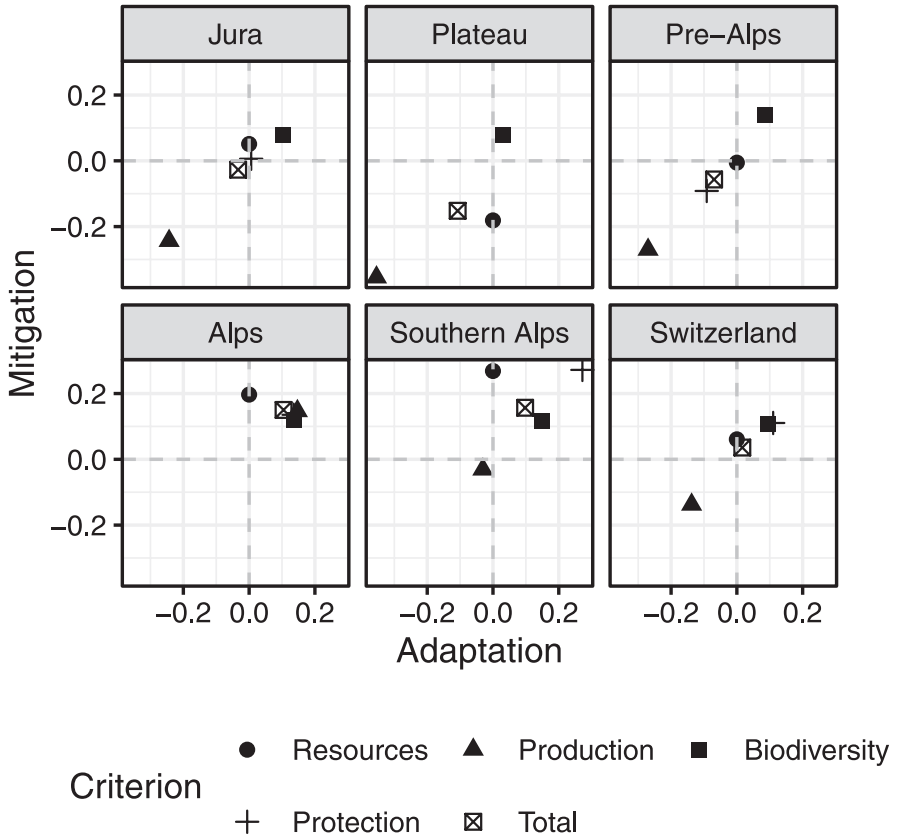 Jura Plateau Pre−Alps
0.2
0.0
−0.2
Alps Southern Alps Switzerland
0.2
0.0
−0.2
−0.2 0.0 0.2 −0.2 0.0 0.2 −0.2 0.0 0.2
Mitigation
Adaptation
Criterion
Resources Production Biodiversity
Protection Total